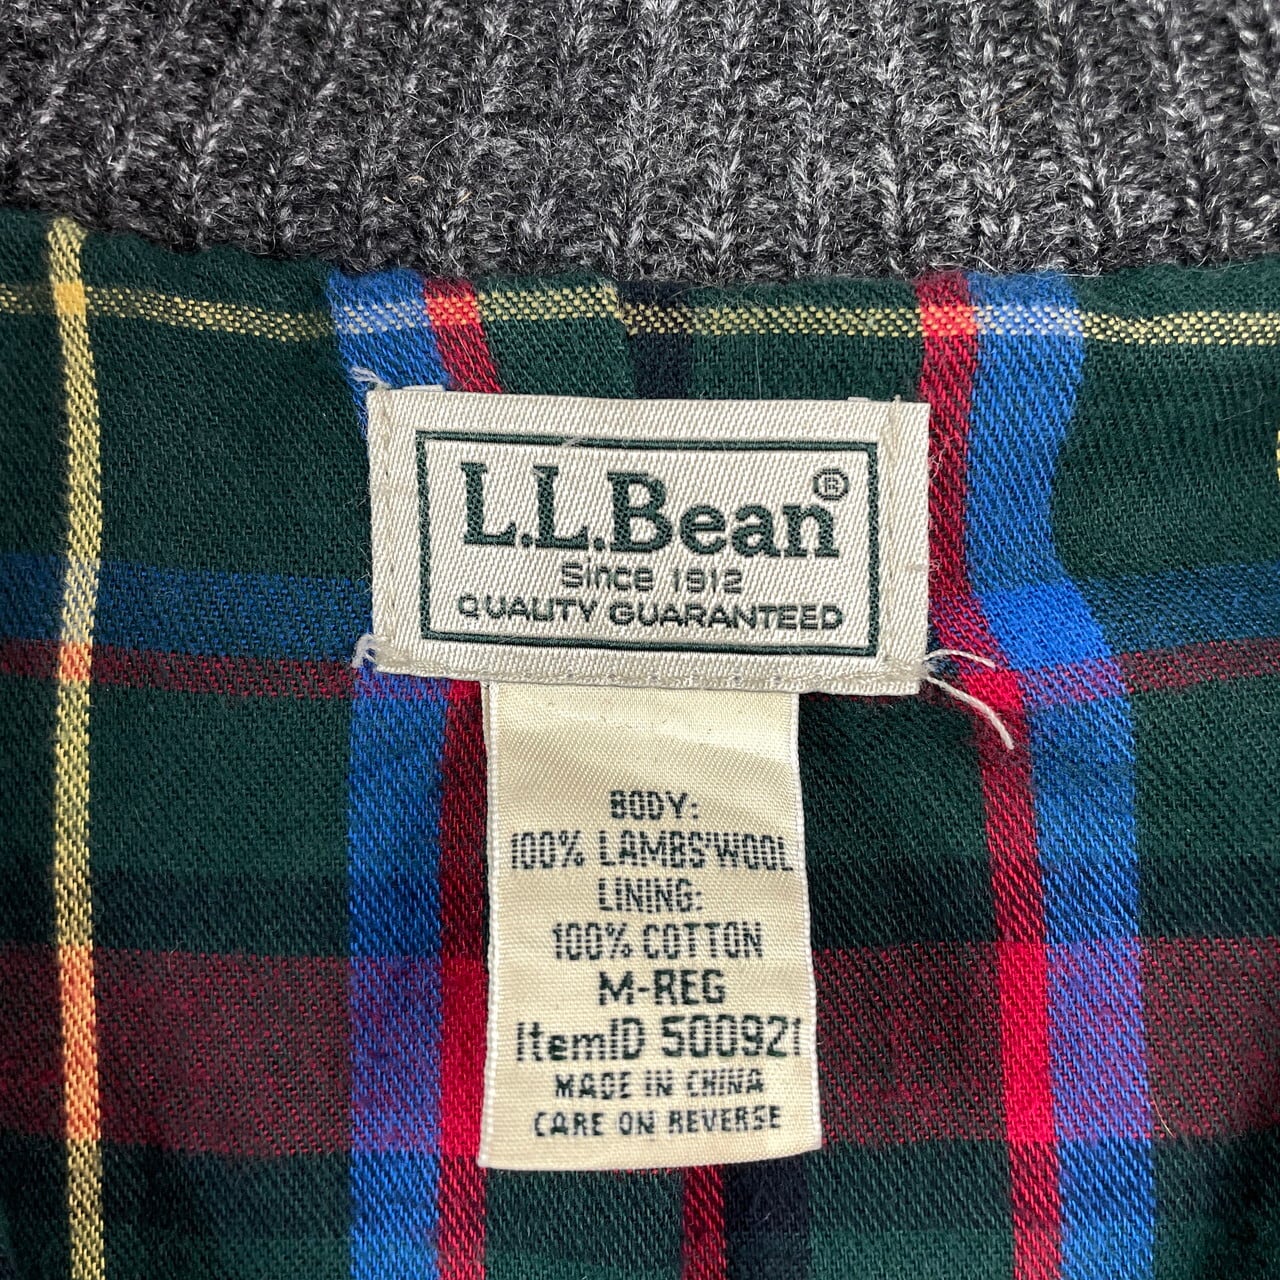 L.L.Bean®
Since 1912
QUALITY GUARANTEED
BODY:
100% LAMBS'WOOL
LINING:
100% COTTON
M-REG
ItemID 500921
MADE IN CHINA
CARE ON REVERSE